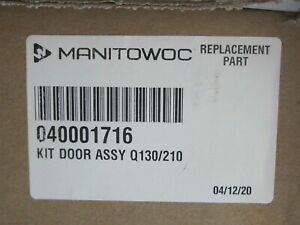 MANITOWOC
REPLACEMENT
PART
040001716
KIT DOOR ASSY Q130/210
04/12/20